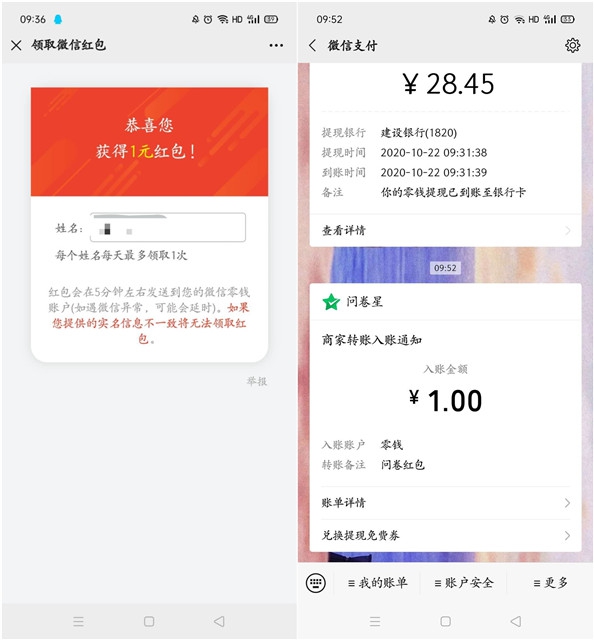 09:36
HD
39
领取微信红包
恭喜您
获得1元红包!
姓名:
每个姓名每天最多领取1次
红包会在5分钟左右发送到您的微信零钱
账户(如遇微信异常,可能会延时)。如果
您提供的实名信息不一致将无法领取红
包。
举报
09:52
HD
33
微信支付
¥28.45
提现银行 建设银行(1820)
提现时间 2020-10-22 09:31:38
到账时间 2020-10-22 09:31:39
备注 你的零钱提现已到账至银行卡
查看详情
09:52
问卷星
商家转账入账通知
入账金额
¥1.00
入账账户 零钱
转账备注 问卷红包
账单详情
兑换提现免费券
我的账单
账户安全
更多